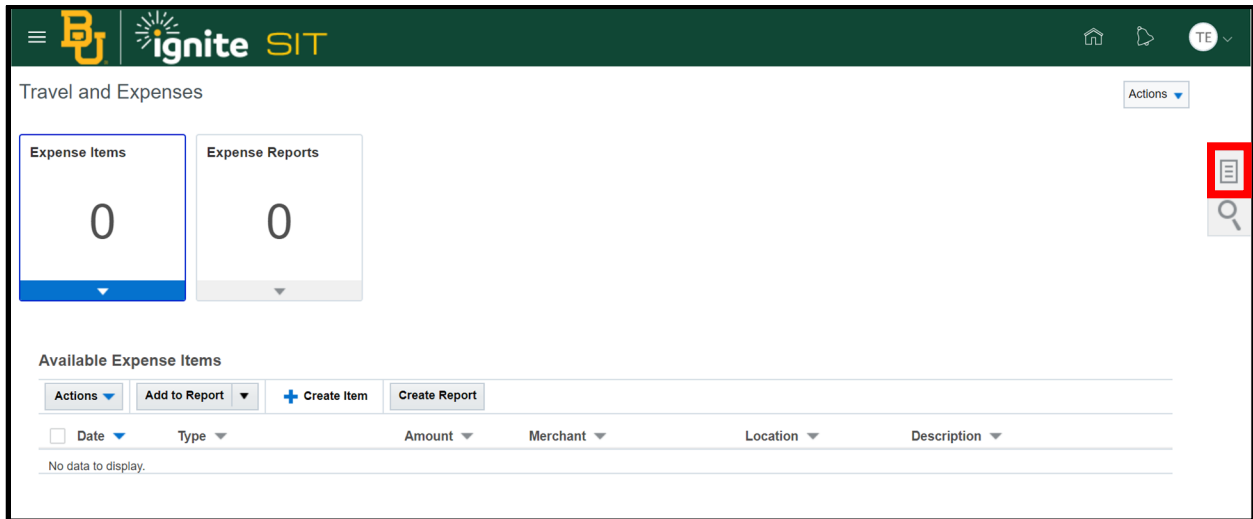 BU ignite SIT TE
Travel and Expenses Actions
Expense Items Expense Reports
0 0
Available Expense Items
Actions Add to Report Create Item Create Report
Date Type Amount Merchant Location Description
No data to display.